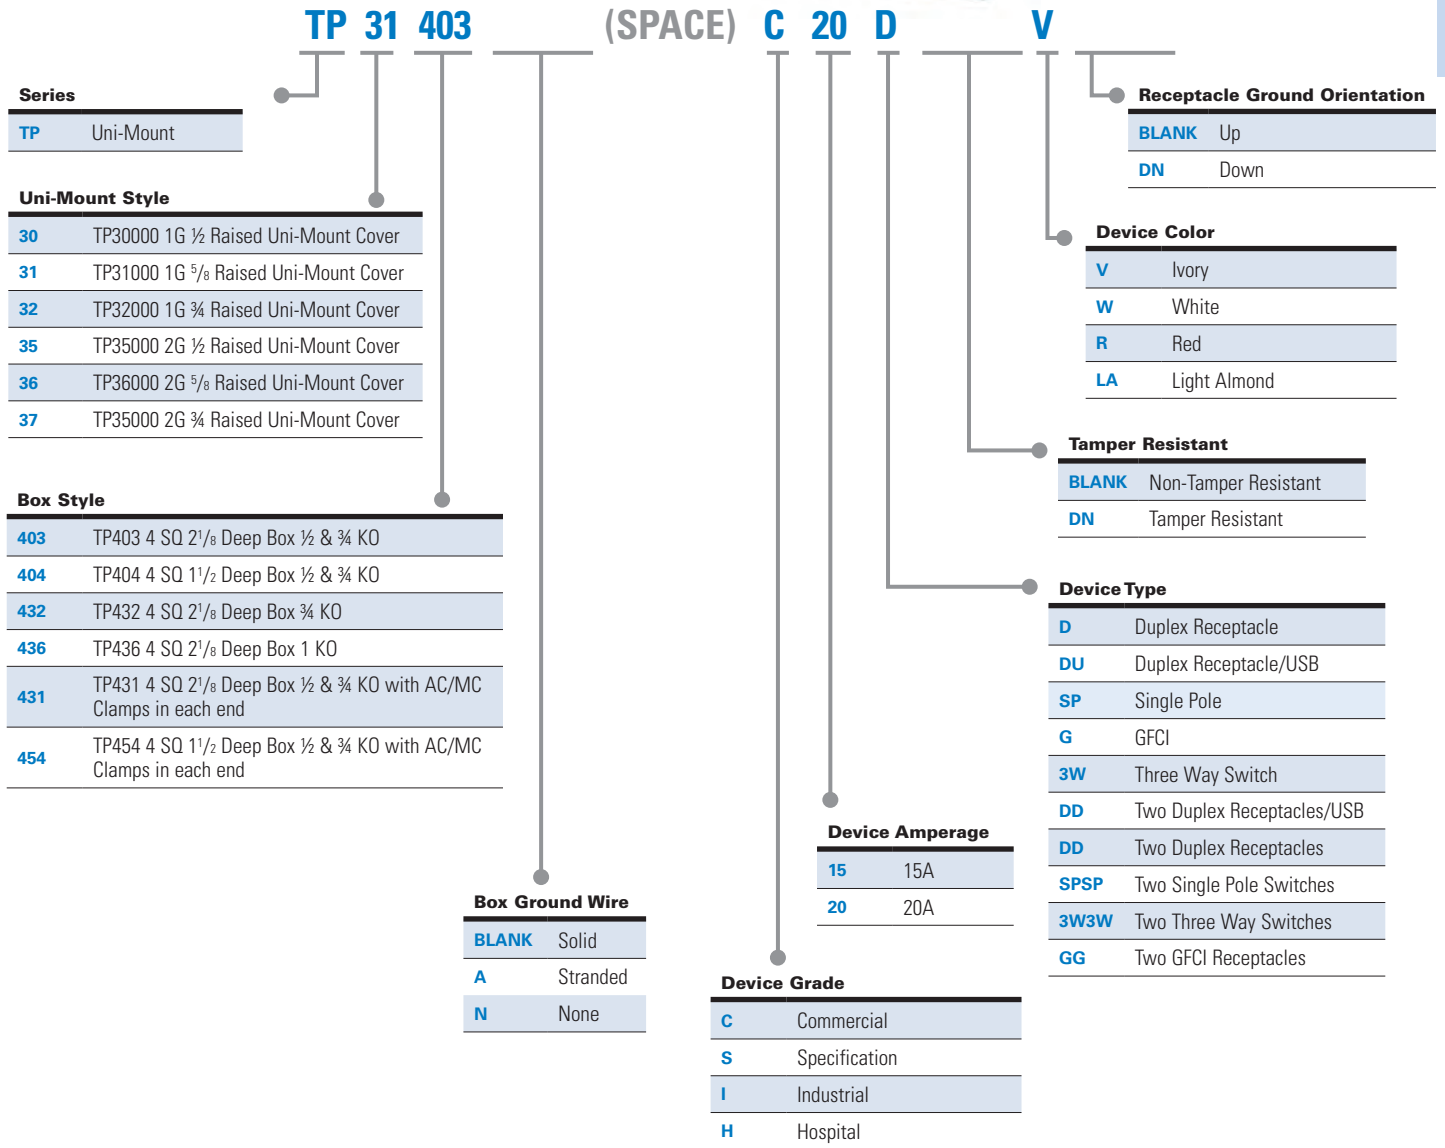 TP 31 403 (SPACE) C 20 D V
Series
TP Uni-Mount
Uni-Mount Style
30 TP30000 1G ½ Raised Uni-Mount Cover
31 TP31000 1G 5/8 Raised Uni-Mount Cover
32 TP32000 1G ¾ Raised Uni-Mount Cover
35 TP35000 2G ½ Raised Uni-Mount Cover
36 TP36000 2G 5/8 Raised Uni-Mount Cover
37 TP35000 2G ¾ Raised Uni-Mount Cover
Box Style
403 TP403 4 SQ 2 1/8 Deep Box ½ & ¾ KO
404 TP404 4 SQ 1 1/2 Deep Box ½ & ¾ KO
432 TP432 4 SQ 2 1/8 Deep Box ¾ KO
436 TP436 4 SQ 2 1/8 Deep Box 1 KO
431 TP431 4 SQ 2 1/8 Deep Box ½ & ¾ KO with AC/MC
Clamps in each end
454 TP454 4 SQ 1 1/2 Deep Box ½ & ¾ KO with AC/MC
Clamps in each end
Box Ground Wire
BLANK Solid
A Stranded
N None
Device Grade
C Commercial
S Specification
I Industrial
H Hospital
Device Amperage
15 15A
20 20A
Device Type
D Duplex Receptacle
DU Duplex Receptacle/USB
SP Single Pole
G GFCI
3W Three Way Switch
DD Two Duplex Receptacles/USB
DD Two Duplex Receptacles
SPSP Two Single Pole Switches
3W3W Two Three Way Switches
GG Two GFCI Receptacles
Tamper Resistant
BLANK Non-Tamper Resistant
DN Tamper Resistant
Device Color
V Ivory
W White
R Red
LA Light Almond
Receptacle Ground Orientation
BLANK Up
DN Down